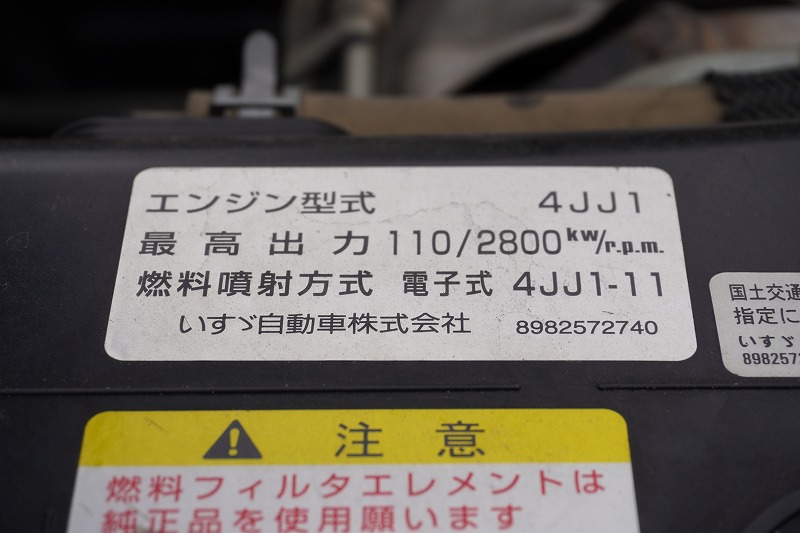 エンジン型式 4JJ1
最高出力 110/2800kw/r.p.m.
燃料噴射方式 電子式 4JJ1-11
いすゞ自動車株式会社 8982572740
国土交通
指定に
いすゞ
898257
⚠ 注意
燃料フィルタエレメントは
純正品を使用願います